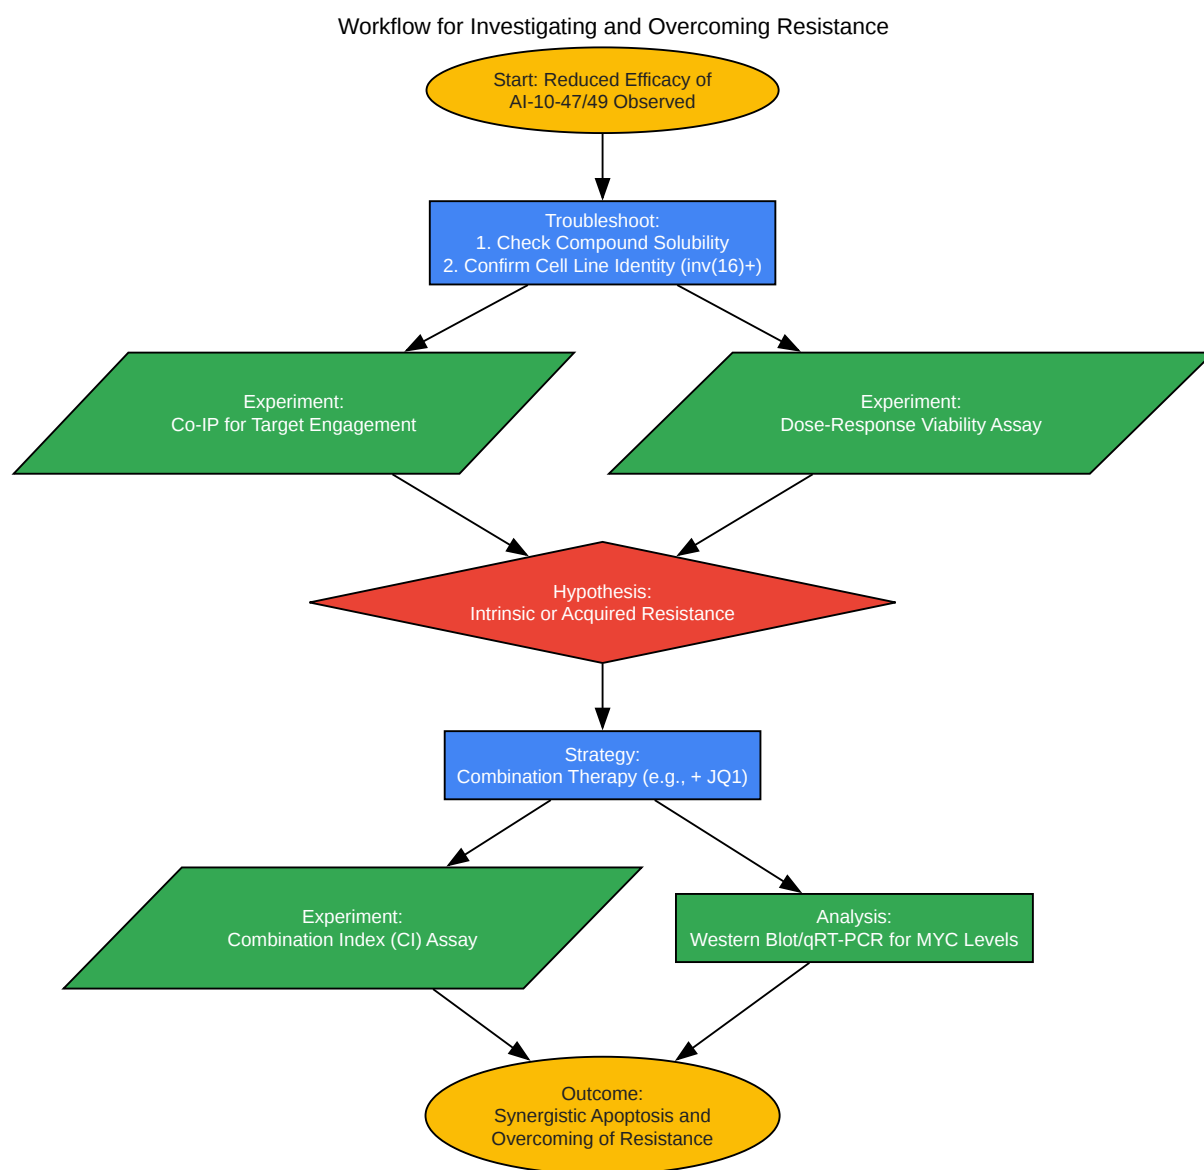 Workflow for Investigating and Overcoming Resistance
Start: Reduced Efficacy of
AI-10-47/49 Observed
Troubleshoot:
1. Check Compound Solubility
2. Confirm Cell Line Identity (inv(16)+)
Experiment:
Co-IP for Target Engagement
Experiment:
Dose-Response Viability Assay
Hypothesis:
Intrinsic or Acquired Resistance
Strategy:
Combination Therapy (e.g., + JQ1)
Experiment:
Combination Index (CI) Assay
Analysis:
Western Blot/qRT-PCR for MYC Levels
Outcome:
Synergistic Apoptosis and
Overcoming of Resistance